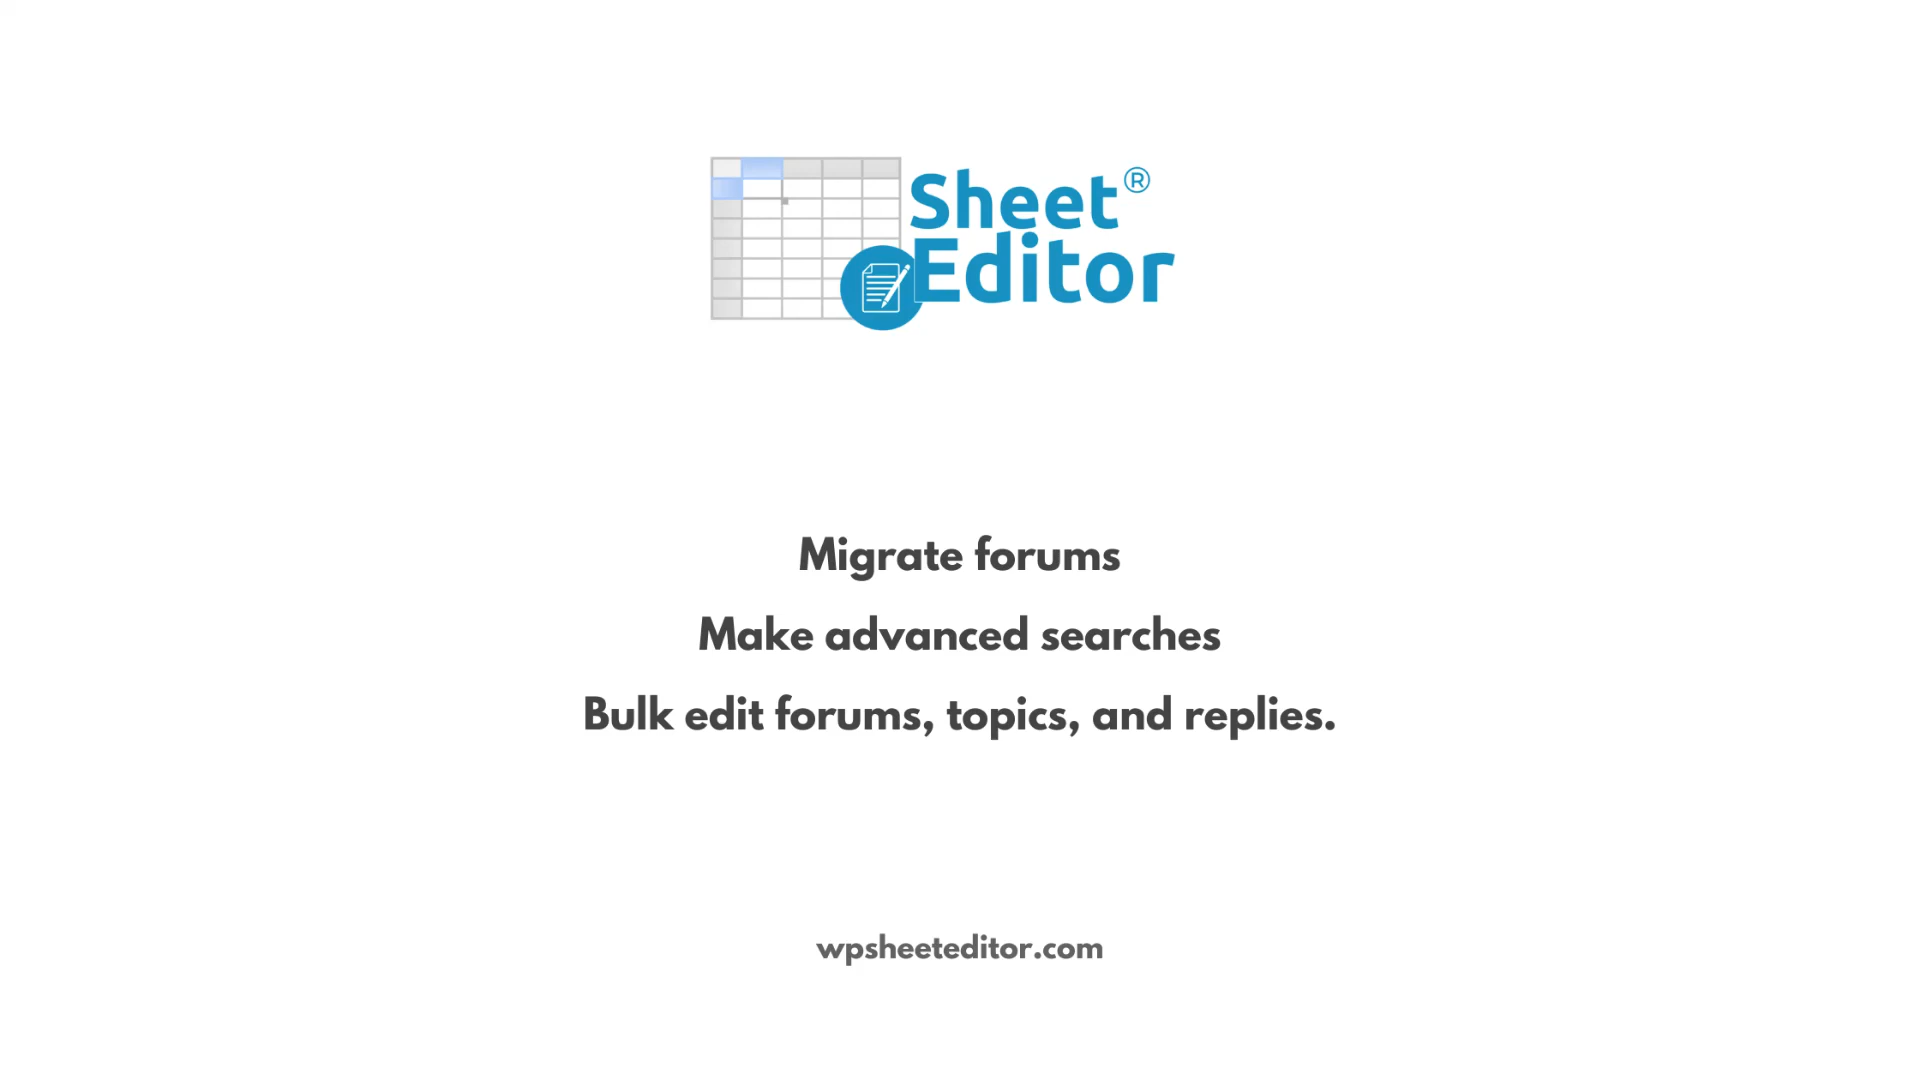 Sheet®
Editor
Migrate forums
Make advanced searches
Bulk edit forums, topics, and replies.
wpsheeteditor.com